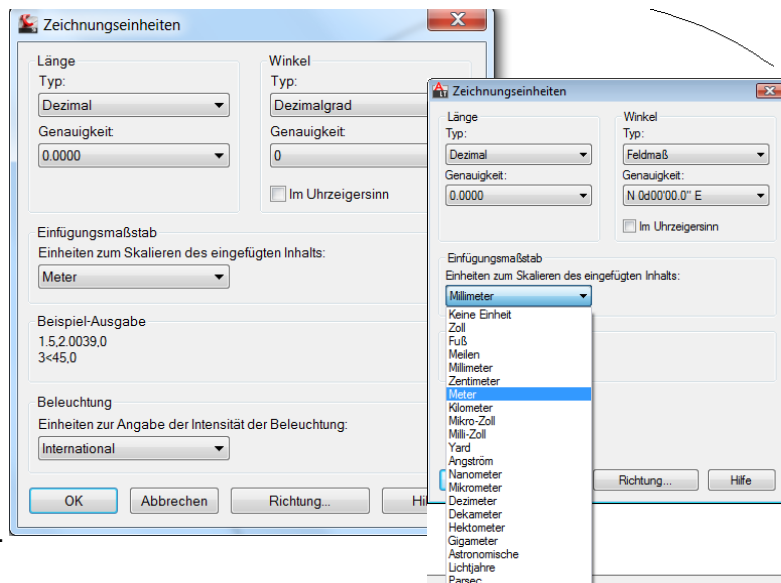 Zeichnungseinheiten
Länge
Typ:
Dezimal
Genauigkeit:
0.0000
Winkel
Typ:
Dezimalgrad
Genauigkeit:
0
Im Uhrzeigersinn
Einfügungsmaßstab
Einheiten zum Skalieren des eingefügten Inhalts:
Meter
Beispiel-Ausgabe
1.5,2.0039,0
3<45,0
Beleuchtung
Einheiten zur Angabe der Intensität der Beleuchtung:
International
OK
Abbrechen
Richtung...
Zeichnungseinheiten
Länge
Typ:
Dezimal
Genauigkeit:
0.0000
Winkel
Typ:
Feldmaß
Genauigkeit:
N 0d00'00.0" E
Im Uhrzeigersinn
Einfügungsmaßstab
Einheiten zum Skalieren des eingefügten Inhalts:
Millimeter
Keine Einheit
Zoll
Fuß
Meilen
Millimeter
Zentimeter
Meter
Kilometer
Mikro-Zoll
Milli-Zoll
Yard
Angström
Nanometer
Mikrometer
Dezimeter
Dekameter
Hektometer
Gigameter
Astronomische
Lichtjahre
Parsec
Richtung...
Hilfe